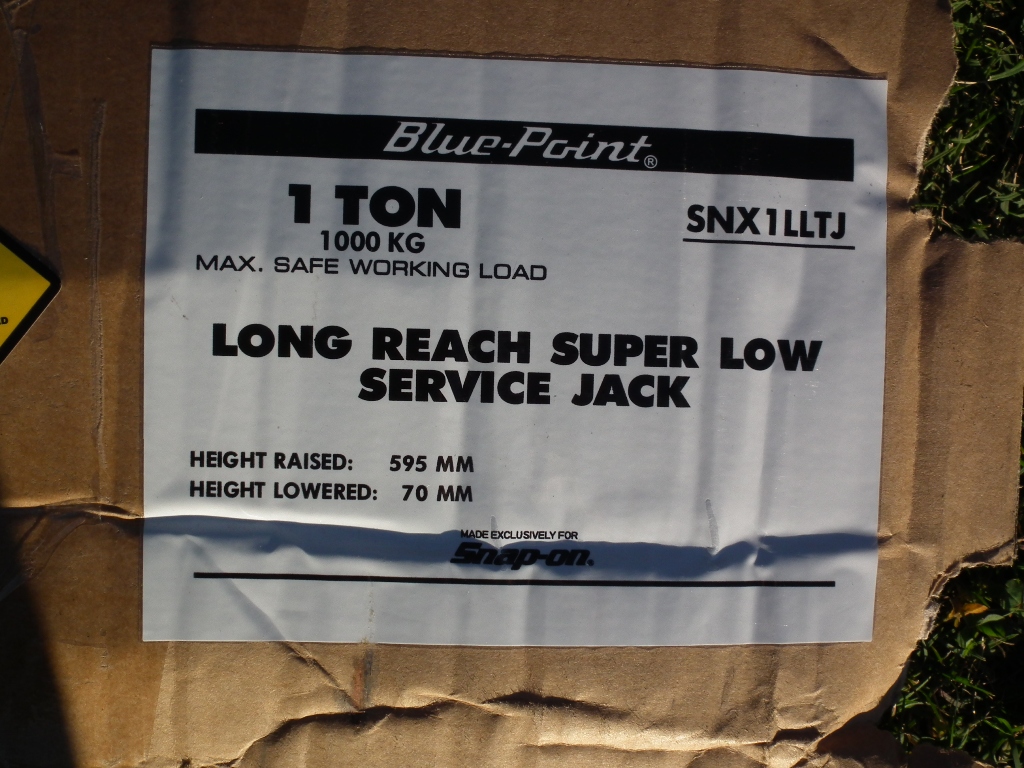 Blue-Point®
1 TON
1000 KG
MAX. SAFE WORKING LOAD
SNX1LLTJ
LONG REACH SUPER LOW
SERVICE JACK
HEIGHT RAISED: 595 MM
HEIGHT LOWERED: 70 MM
MADE EXCLUSIVELY FOR
Snap-on.